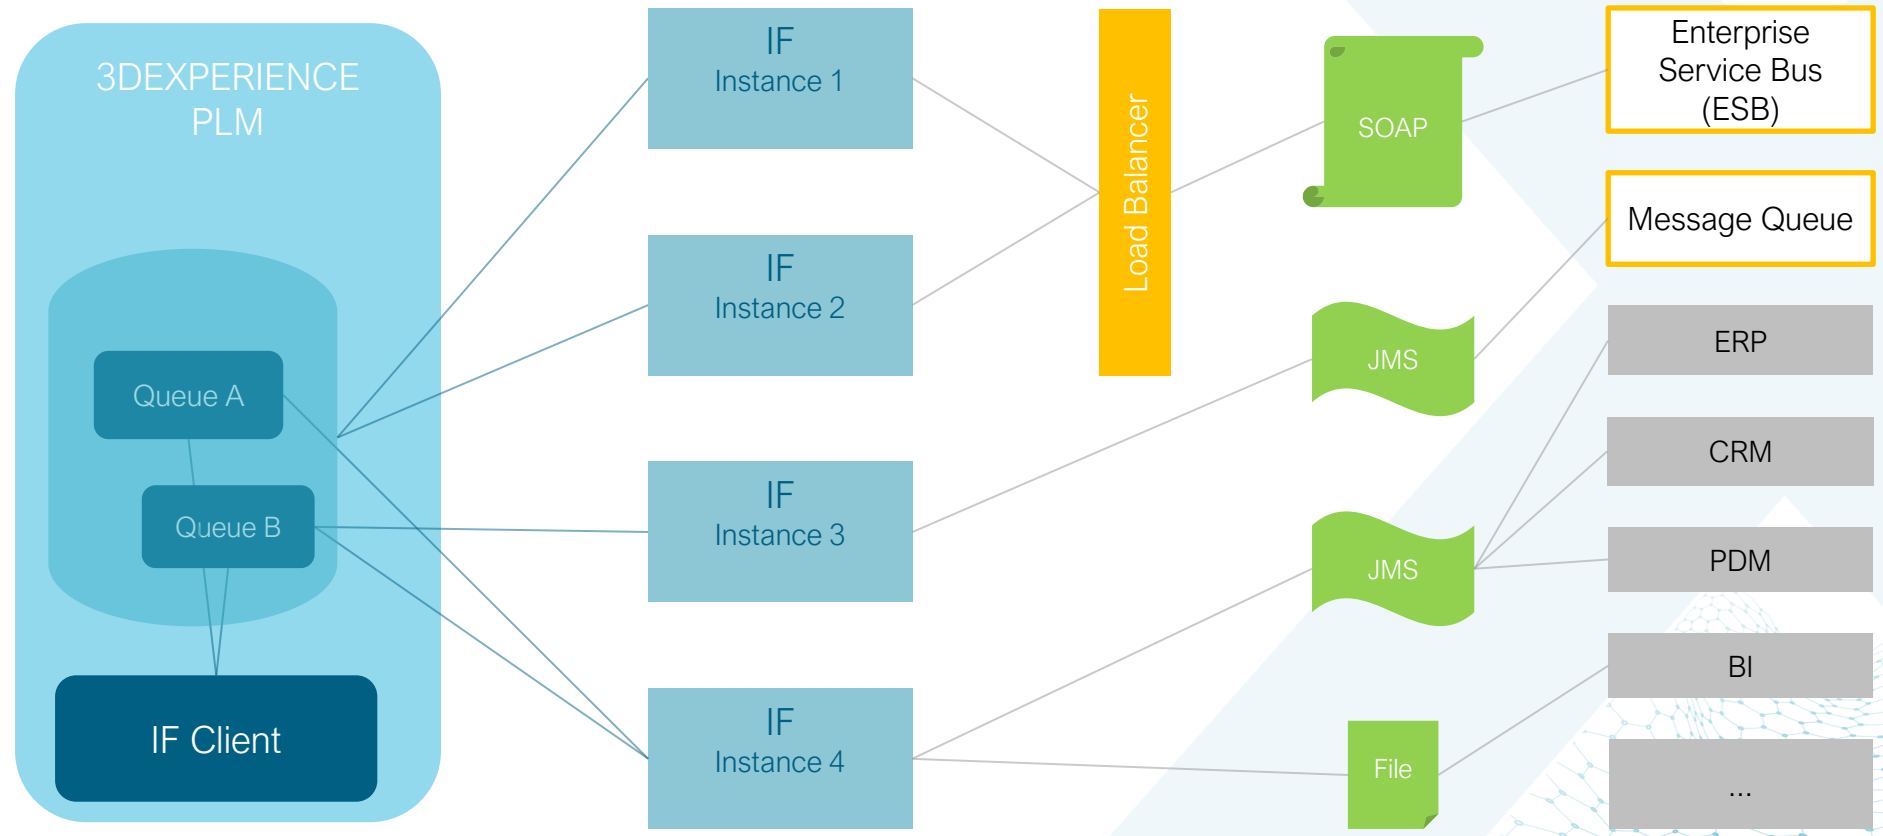 3DEXPERIENCE
PLM
Queue A
Queue B
IF Client
IF
Instance 1
IF
Instance 2
IF
Instance 3
IF
Instance 4
Load Balancer
SOAP
JMS
JMS
File
Enterprise
Service Bus
(ESB)
Message Queue
ERP
CRM
PDM
BI
...